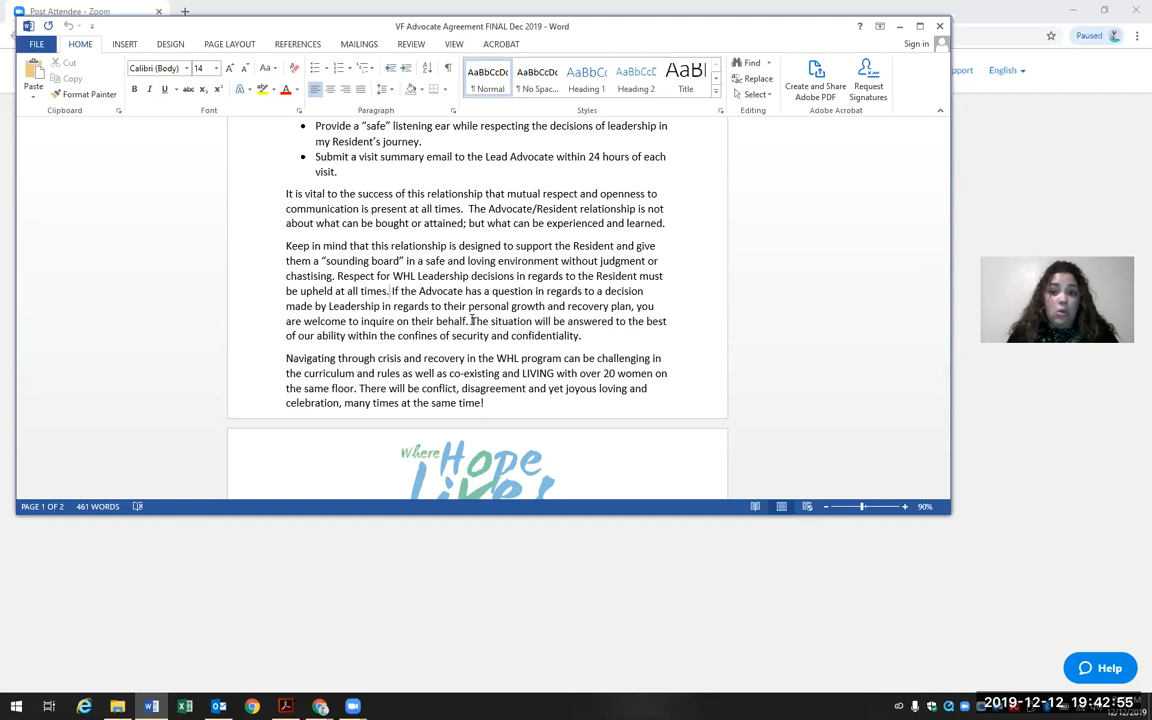 Post Attendee - Zoom
VF Advocate Agreement FINAL Dec 2019 - Word
Paused
Sign in
FILE HOME INSERT DESIGN PAGE LAYOUT REFERENCES MAILINGS REVIEW VIEW ACROBAT
pport English
Paste
Cut
Copy
Format Painter
Calibri (Body) 14
AaBbCcDc AaBbCcDc AaBbCc AaBbCcE AaBbI
¶ Normal ¶ No Spac... Heading 1 Heading 2 Title
Find
Replace
Select
Create and Share
Adobe PDF
Request
Signatures
Clipboard Font Paragraph Styles Editing Adobe Acrobat
• Provide a “safe” listening ear while respecting the decisions of leadership in
my Resident’s journey.
• Submit a visit summary email to the Lead Advocate within 24 hours of each
visit.
It is vital to the success of this relationship that mutual respect and openness to
communication is present at all times.  The Advocate/Resident relationship is not
about what can be bought or attained; but what can be experienced and learned.
Keep in mind that this relationship is designed to support the Resident and give
them a “sounding board” in a safe and loving environment without judgment or
chastising. Respect for WHL Leadership decisions in regards to the Resident must
be upheld at all times. If the Advocate has a question in regards to a decision
made by Leadership in regards to their personal growth and recovery plan, you
are welcome to inquire on their behalf. The situation will be answered to the best
of our ability within the confines of security and confidentiality.
Navigating through crisis and recovery in the WHL program can be challenging in
the curriculum and rules as well as co-existing and LIVING with over 20 women on
the same floor. There will be conflict, disagreement and yet joyous loving and
celebration, many times at the same time!
Where Hope
Lives
PAGE 1 OF 2 461 WORDS
90%
Help
2019-12-12 19:42:55
12/12/2019